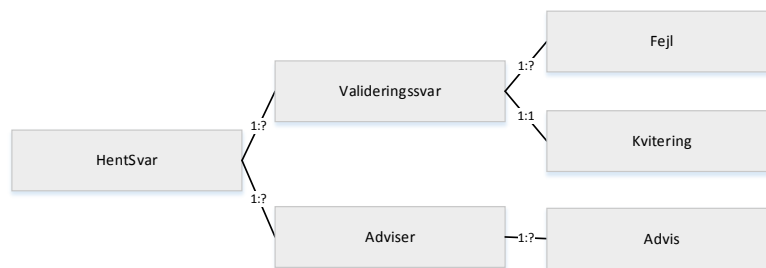 Fejl
1:?
Valideringssvar
1:1
1:?
Kvitering
HentSvar
1:?
Adviser
1:?
Advis